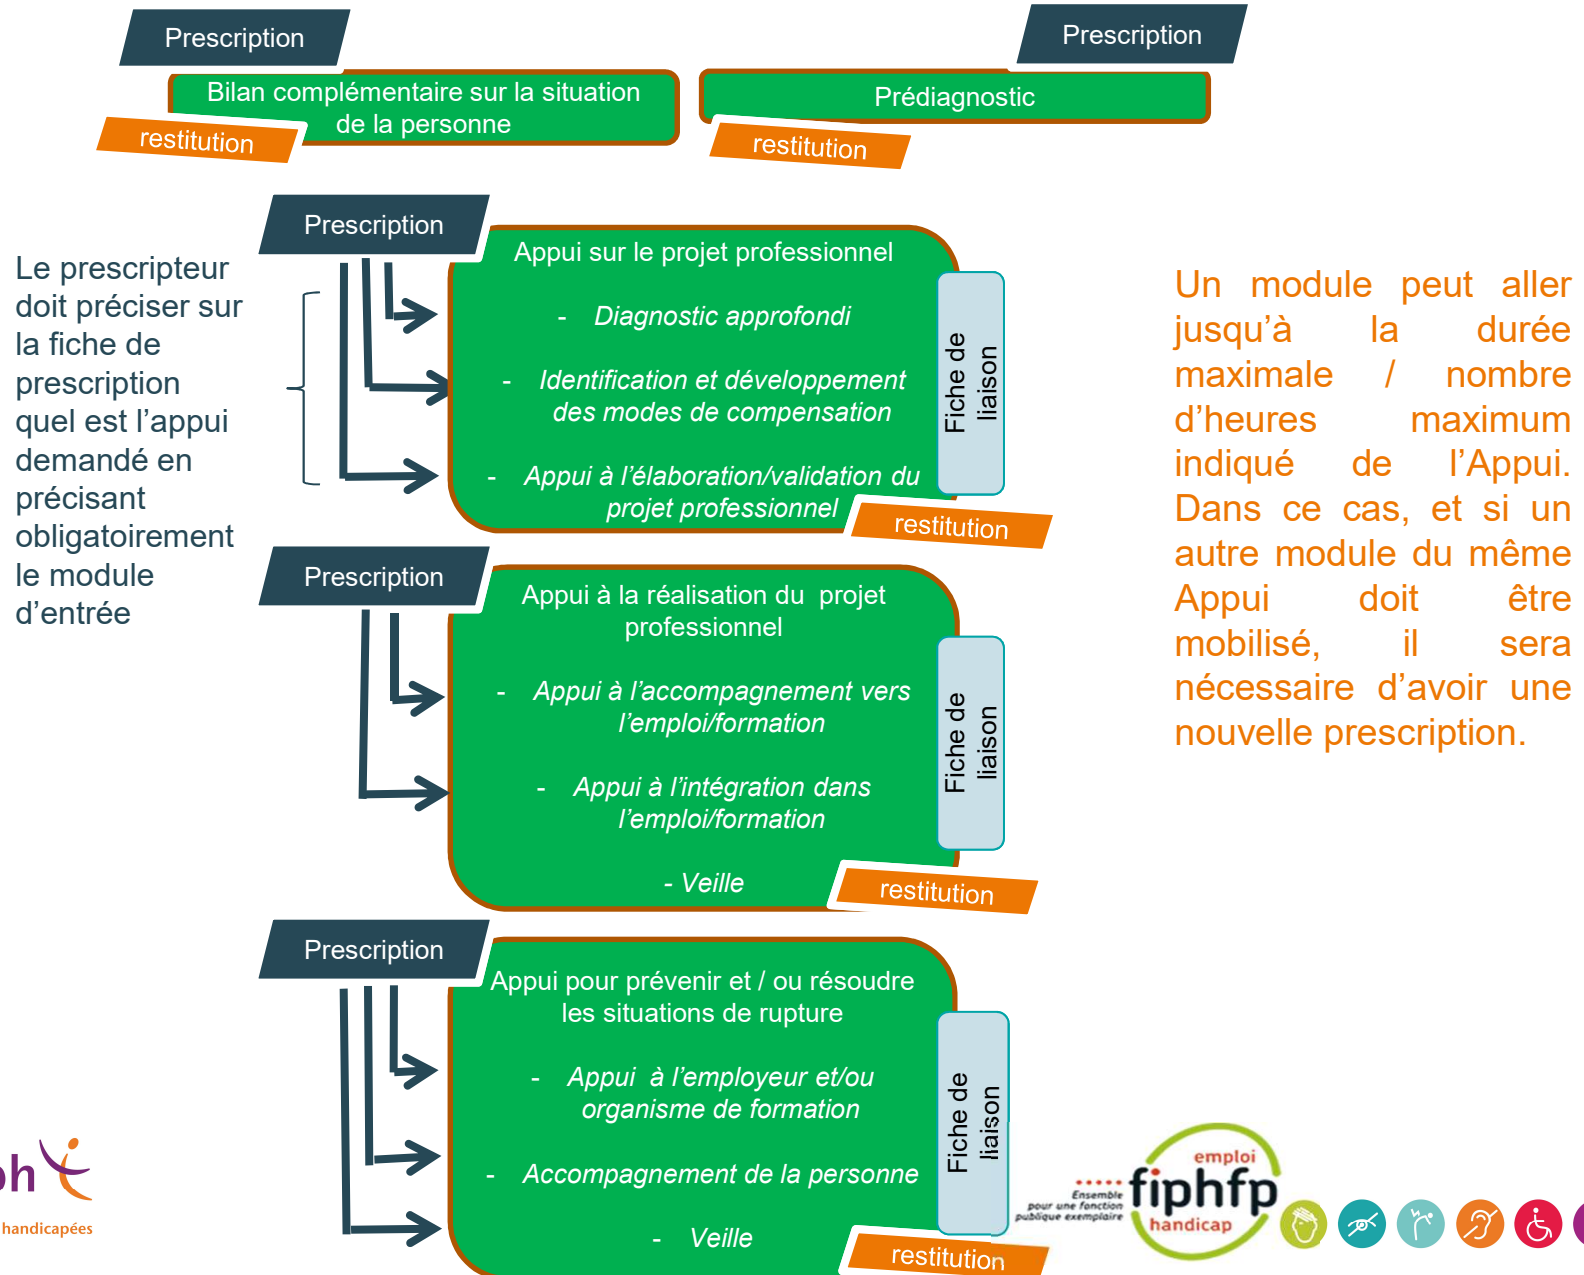 Prescription
Prescription
Bilan complémentaire sur la situation
de la personne
Prédiagnostic
restitution
restitution
Le prescripteur
doit préciser sur
la fiche de
prescription
quel est l’appui
demandé en
précisant
obligatoirement
le module
d’entrée
Prescription
Appui sur le projet professionnel
- Diagnostic approfondi
- Identification et développement
des modes de compensation
- Appui à l’élaboration/validation du
projet professionnel
Fiche de
liaison
restitution
Prescription
Appui à la réalisation du projet
professionnel
- Appui à l’accompagnement vers
l’emploi/formation
- Appui à l’intégration dans
l’emploi/formation
- Veille
Fiche de
liaison
restitution
Prescription
Appui pour prévenir et / ou résoudre
les situations de rupture
- Appui à l’employeur et/ou
organisme de formation
- Accompagnement de la personne
- Veille
Fiche de
liaison
restitution
Un module peut aller
jusqu’à la durée
maximale / nombre
d’heures maximum
indiqué de l’Appui.
Dans ce cas, et si un
autre module du même
Appui doit être
mobilisé, il sera
nécessaire d’avoir une
nouvelle prescription.
ph
handicapées
Ensemble
pour une fonction
publique exemplaire
emploi
fiphfp
handicap